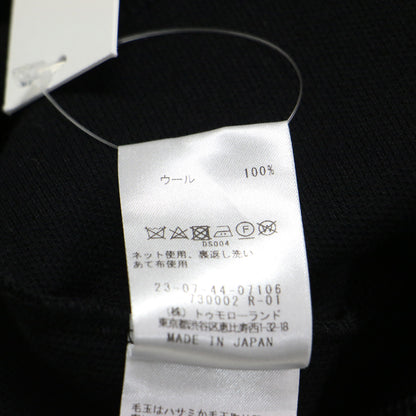 ウール 100%
DS004
ネット使用、裏返し洗い
あて布使用
23-07-44-07106
730002 R-01
(株) トゥモローランド
東京都渋谷区恵比寿西1-32-18
MADE IN JAPAN
毛玉はハサミか毛玉取り